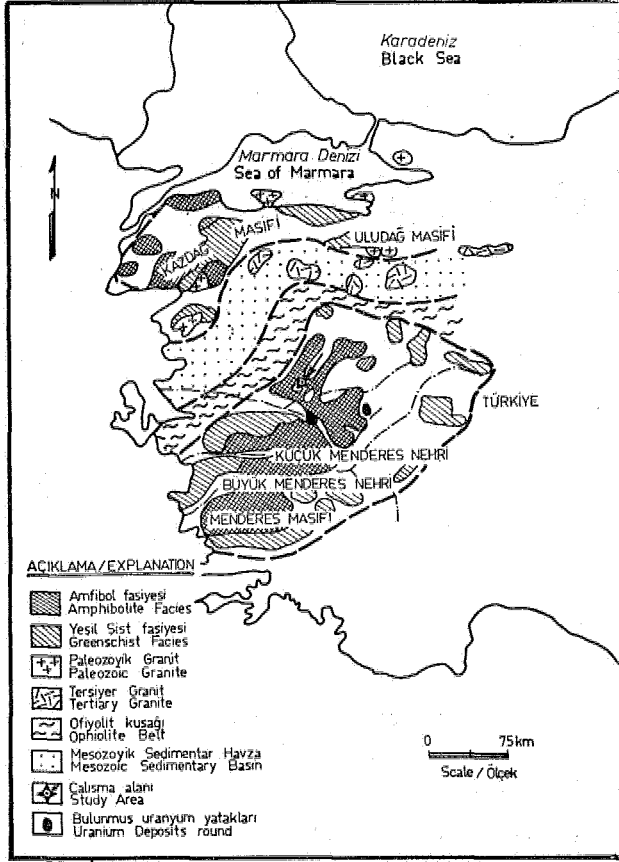 Karadeniz
Black Sea
Marmara Denizi
Sea of Marmara
N
KAZDAĞ
MASİFİ
ULUDAĞ MASİFİ
TÜRKİYE
KÜÇÜK MENDERES NEHRİ
BÜYÜK MENDERES NEHRİ
MENDERES MASİFİ
AÇIKLAMA/EXPLANATION
Amfibol fasiyesi
Amphibolite Facies
Yeşil Şist fasiyesi
Greenschist Facies
Paleozoyik Granit
Paleozoic Granite
Tersiyer Granit
Tertiary Granite
Ofiyolit kuşağı
Ophiolite Belt
Mesozoyik Sedimentar Havza
Mesozoic Sedimentary Basin
Çalışma alanı
Study Area
Bulunmuş uranyum yatakları
Uranium Deposits round
0 75km
Scale / Ölçek